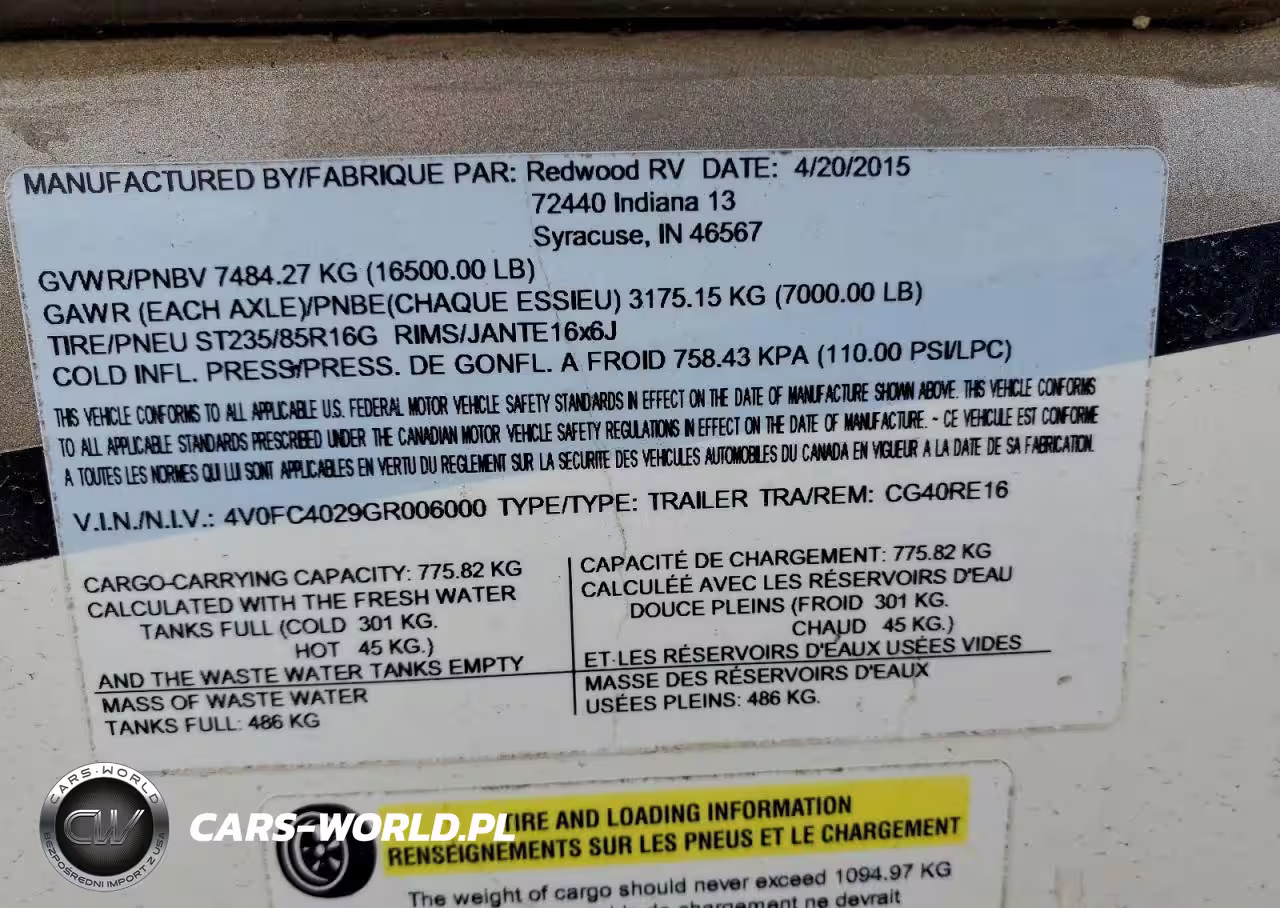 MANUFACTURED BY/FABRIQUE PAR: Redwood RV DATE: 4/20/2015
72440 Indiana 13
Syracuse, IN 46567
GVWR/PNBV 7484.27 KG (16500.00 LB)
GAWR (EACH AXLE)/PNBE(CHAQUE ESSIEU) 3175.15 KG (7000.00 LB)
TIRE/PNEU ST235/85R16G RIMS/JANTE16x6J
COLD INFL. PRESS/PRESS. DE GONFL. A FROID 758.43 KPA (110.00 PSI/LPC)
THIS VEHICLE CONFORMS TO ALL APPLICABLE U.S. FEDERAL MOTOR VEHICLE SAFETY STANDARDS IN EFFECT ON THE DATE OF MANUFACTURE SHOWN ABOVE. THIS VEHICLE CONFORMS
TO ALL APPLICABLE STANDARDS PRESCRIBED UNDER THE CANADIAN MOTOR VEHICLE SAFETY REGULATIONS IN EFFECT ON THE DATE OF MANUFACTURE. - CE VEHICULE EST CONFORME
A TOUTES LES NORMES QUI LUI SONT APPLICABLES EN VERTU DU REGLEMENT SUR LA SECURITE DES VEHICULES AUTOMOBILES DU CANADA EN VIGUEUR A LA DATE DE SA FABRICATION.
V.I.N./N.I.V.: 4V0FC4029GR006000 TYPE/TYPE: TRAILER TRA/REM: CG40RE16
CARGO-CARRYING CAPACITY: 775.82 KG
CALCULATED WITH THE FRESH WATER
TANKS FULL (COLD 301 KG.
HOT 45 KG.)
AND THE WASTE WATER TANKS EMPTY
MASS OF WASTE WATER
TANKS FULL: 486 KG
CAPACITÉ DE CHARGEMENT: 775.82 KG
CALCULÉÉ AVEC LES RÉSERVOIRS D'EAU
DOUCE PLEINS (FROID 301 KG.
CHAUD 45 KG.)
ET LES RÉSERVOIRS D'EAUX USÉES VIDES
MASSE DES RÉSERVOIRS D'EAUX
USÉES PLEINS: 486 KG.
TIRE AND LOADING INFORMATION
RENSEIGNEMENTS SUR LES PNEUS ET LE CHARGEMENT
The weight of cargo should never exceed 1094.97 KG
de chargement ne devrait
CARS-WORLD
CW
BEZPOŚREDNI IMPORT Z USA
CARS-WORLD.PL